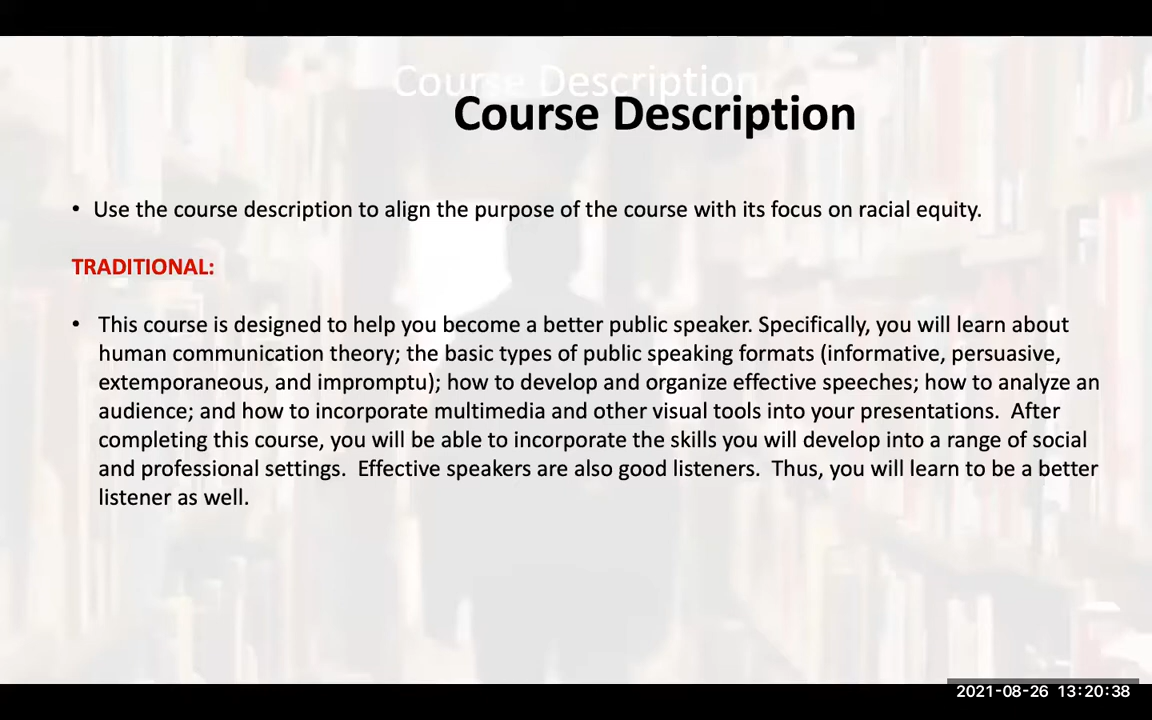 Course Description
Course Description
• Use the course description to align the purpose of the course with its focus on racial equity.
TRADITIONAL:
• This course is designed to help you become a better public speaker. Specifically, you will learn about
human communication theory; the basic types of public speaking formats (informative, persuasive,
extemporaneous, and impromptu); how to develop and organize effective speeches; how to analyze an
audience; and how to incorporate multimedia and other visual tools into your presentations.  After
completing this course, you will be able to incorporate the skills you will develop into a range of social
and professional settings.  Effective speakers are also good listeners.  Thus, you will learn to be a better
listener as well.
2021-08-26 13:20:38